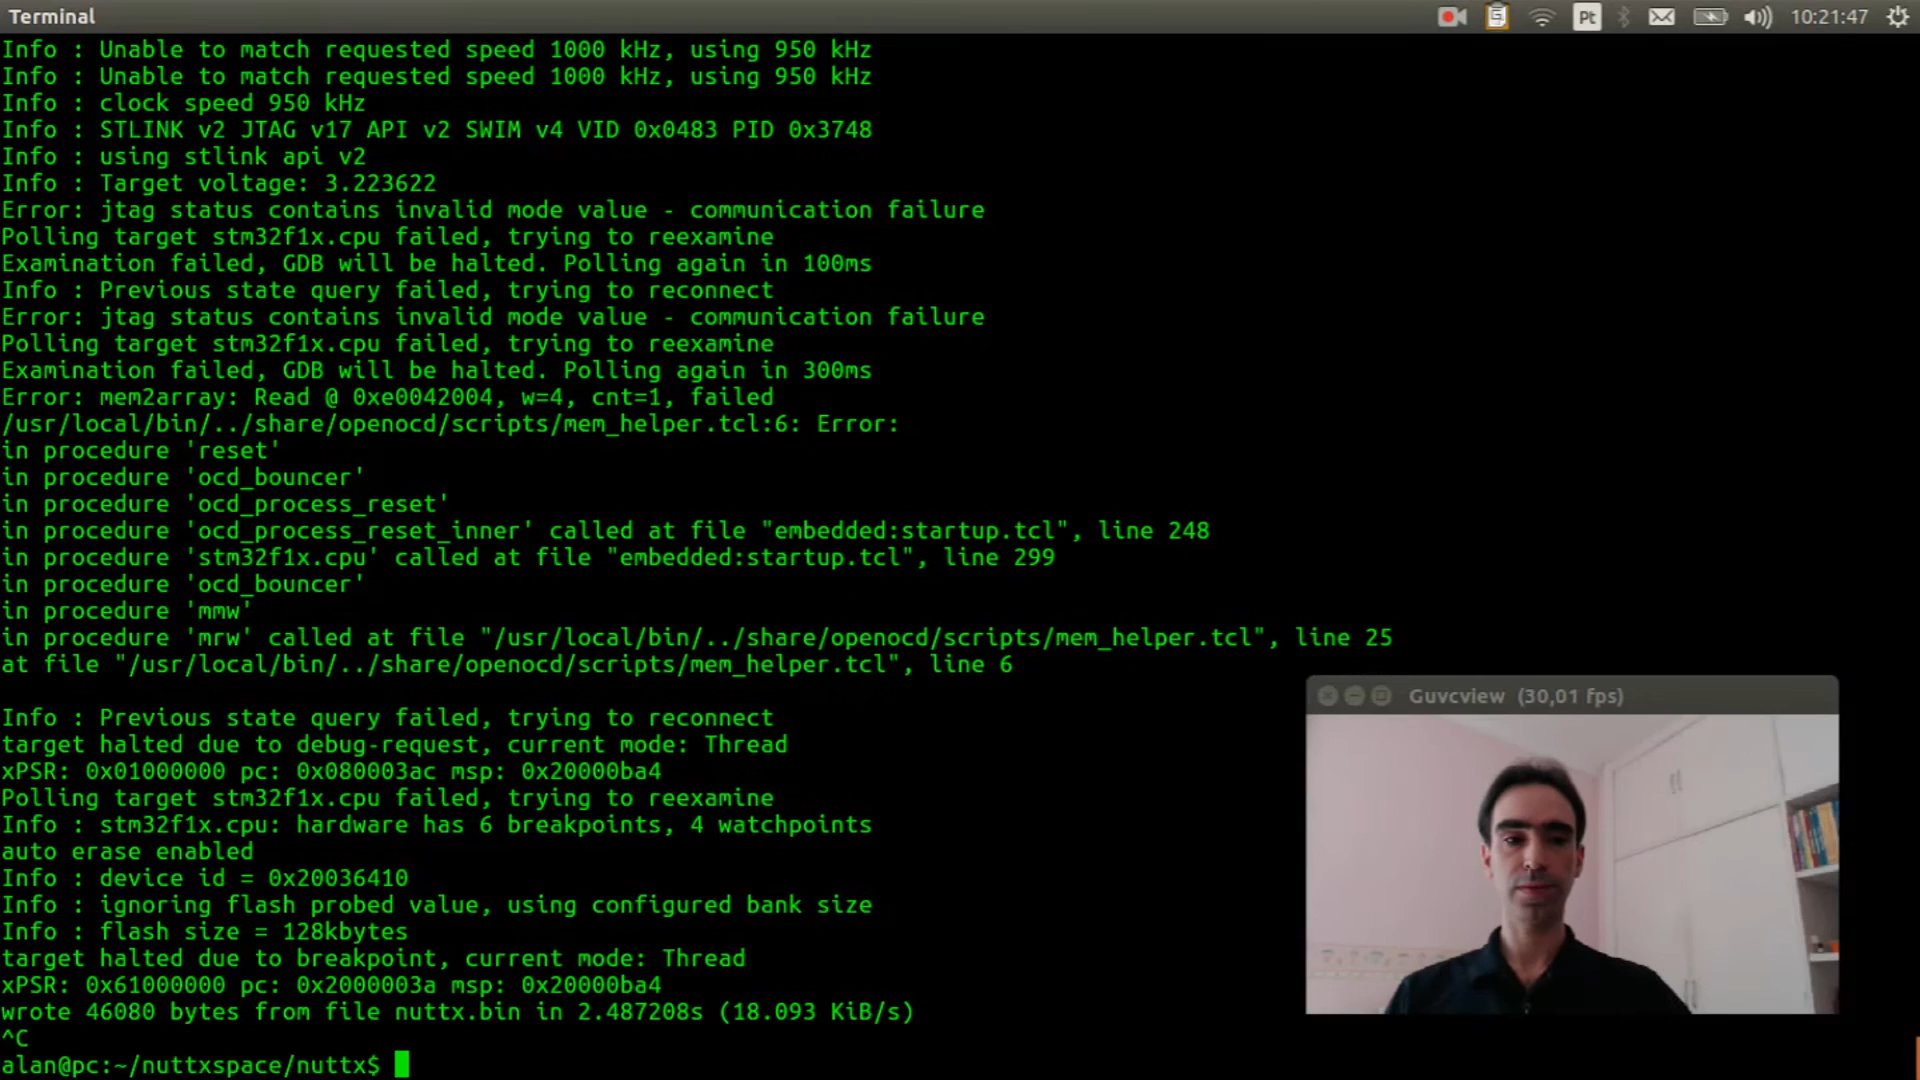 Terminal
Pt
10:21:47
Info : Unable to match requested speed 1000 kHz, using 950 kHz
Info : Unable to match requested speed 1000 kHz, using 950 kHz
Info : clock speed 950 kHz
Info : STLINK v2 JTAG v17 API v2 SWIM v4 VID 0x0483 PID 0x3748
Info : using stlink api v2
Info : Target voltage: 3.223622
Error: jtag status contains invalid mode value - communication failure
Polling target stm32f1x.cpu failed, trying to reexamine
Examination failed, GDB will be halted. Polling again in 100ms
Info : Previous state query failed, trying to reconnect
Error: jtag status contains invalid mode value - communication failure
Polling target stm32f1x.cpu failed, trying to reexamine
Examination failed, GDB will be halted. Polling again in 300ms
Error: mem2array: Read @ 0xe0042004, w=4, cnt=1, failed
/usr/local/bin/../share/openocd/scripts/mem_helper.tcl:6: Error:
in procedure 'reset'
in procedure 'ocd_bouncer'
in procedure 'ocd_process_reset'
in procedure 'ocd_process_reset_inner' called at file "embedded:startup.tcl", line 248
in procedure 'stm32f1x.cpu' called at file "embedded:startup.tcl", line 299
in procedure 'ocd_bouncer'
in procedure 'mmw'
in procedure 'mrw' called at file "/usr/local/bin/../share/openocd/scripts/mem_helper.tcl", line 25
at file "/usr/local/bin/../share/openocd/scripts/mem_helper.tcl", line 6
Info : Previous state query failed, trying to reconnect
target halted due to debug-request, current mode: Thread
xPSR: 0x01000000 pc: 0x080003ac msp: 0x20000ba4
Polling target stm32f1x.cpu failed, trying to reexamine
Info : stm32f1x.cpu: hardware has 6 breakpoints, 4 watchpoints
auto erase enabled
Info : device id = 0x20036410
Info : ignoring flash probed value, using configured bank size
Info : flash size = 128kbytes
target halted due to breakpoint, current mode: Thread
xPSR: 0x61000000 pc: 0x2000003a msp: 0x20000ba4
wrote 46080 bytes from file nuttx.bin in 2.487208s (18.093 KiB/s)
^C
alan@pc:~/nuttxspace/nuttx$
Guvcview (30,01 fps)